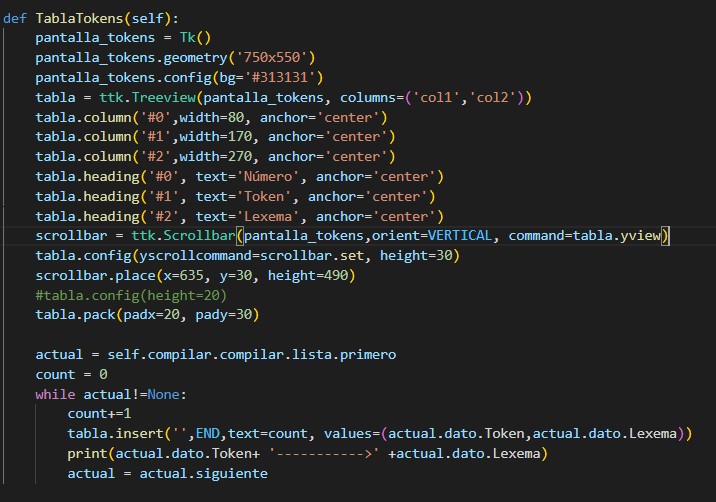 def TablaTokens(self):
    pantalla_tokens = Tk()
    pantalla_tokens.geometry('750x550')
    pantalla_tokens.config(bg='#313131')
    tabla = ttk.Treeview(pantalla_tokens, columns=('col1','col2'))
    tabla.column('#0',width=80, anchor='center')
    tabla.column('#1',width=170, anchor='center')
    tabla.column('#2',width=270, anchor='center')
    tabla.heading('#0', text='Número', anchor='center')
    tabla.heading('#1', text='Token', anchor='center')
    tabla.heading('#2', text='Lexema', anchor='center')
    scrollbar = ttk.Scrollbar(pantalla_tokens,orient=VERTICAL, command=tabla.yview)
    tabla.config(yscrollcommand=scrollbar.set, height=30)
    scrollbar.place(x=635, y=30, height=490)
    #tabla.config(height=20)
    tabla.pack(padx=20, pady=30)

    actual = self.compilar.compilar.lista.primero
    count = 0
    while actual!=None:
        count+=1
        tabla.insert('',END,text=count, values=(actual.dato.Token,actual.dato.Lexema))
        print(actual.dato.Token+ '----------->' +actual.dato.Lexema)
        actual = actual.siguiente